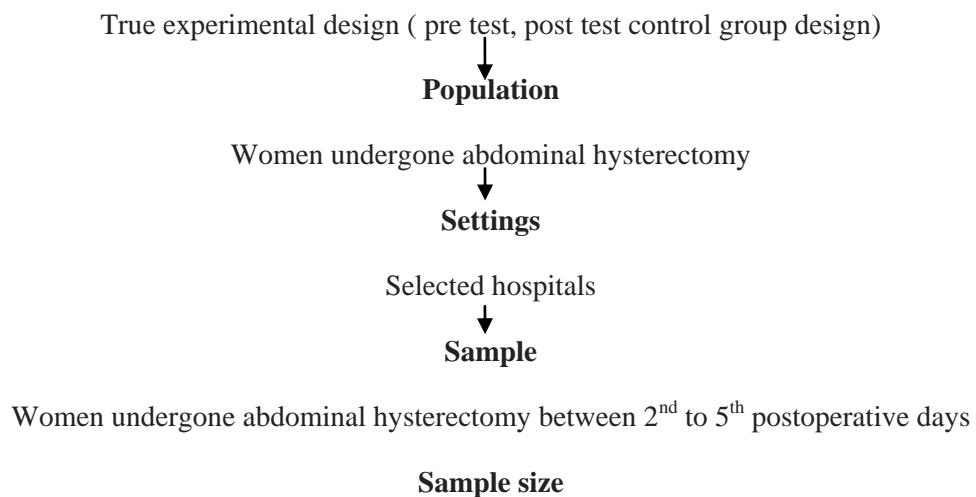 True experimental design ( pre test, post test control group design)
Population
Women undergone abdominal hysterectomy
Settings
Selected hospitals
Sample
Women undergone abdominal hysterectomy between 2nd to 5th postoperative days
Sample size